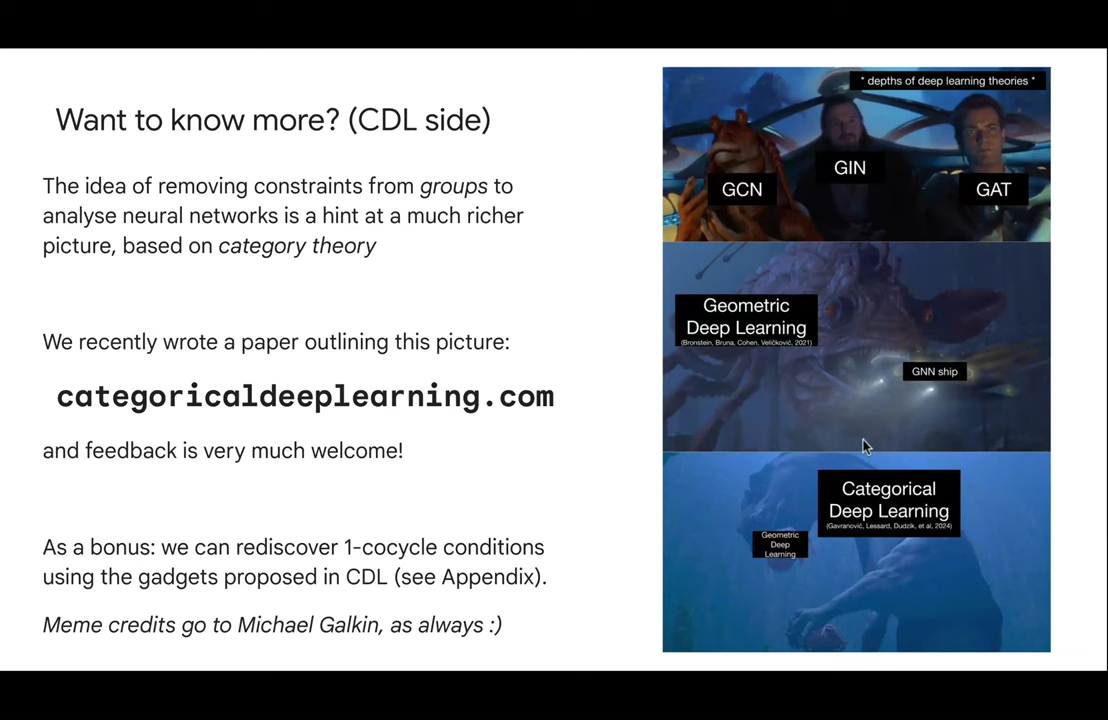 Want to know more? (CDL side)
The idea of removing constraints from groups to
analyse neural networks is a hint at a much richer
picture, based on category theory
We recently wrote a paper outlining this picture:
categoricaldeeplearning.com
and feedback is very much welcome!
As a bonus: we can rediscover 1-cocycle conditions
using the gadgets proposed in CDL (see Appendix).
Meme credits go to Michael Galkin, as always :)
* depths of deep learning theories *
GCN
GIN
GAT
Geometric
Deep Learning
(Bronstein, Bruna, Cohen, Veličković, 2021)
GNN ship
Categorical
Deep Learning
(Gavranović, Lessard, Dudzik, et al, 2024)
Geometric
Deep
Learning